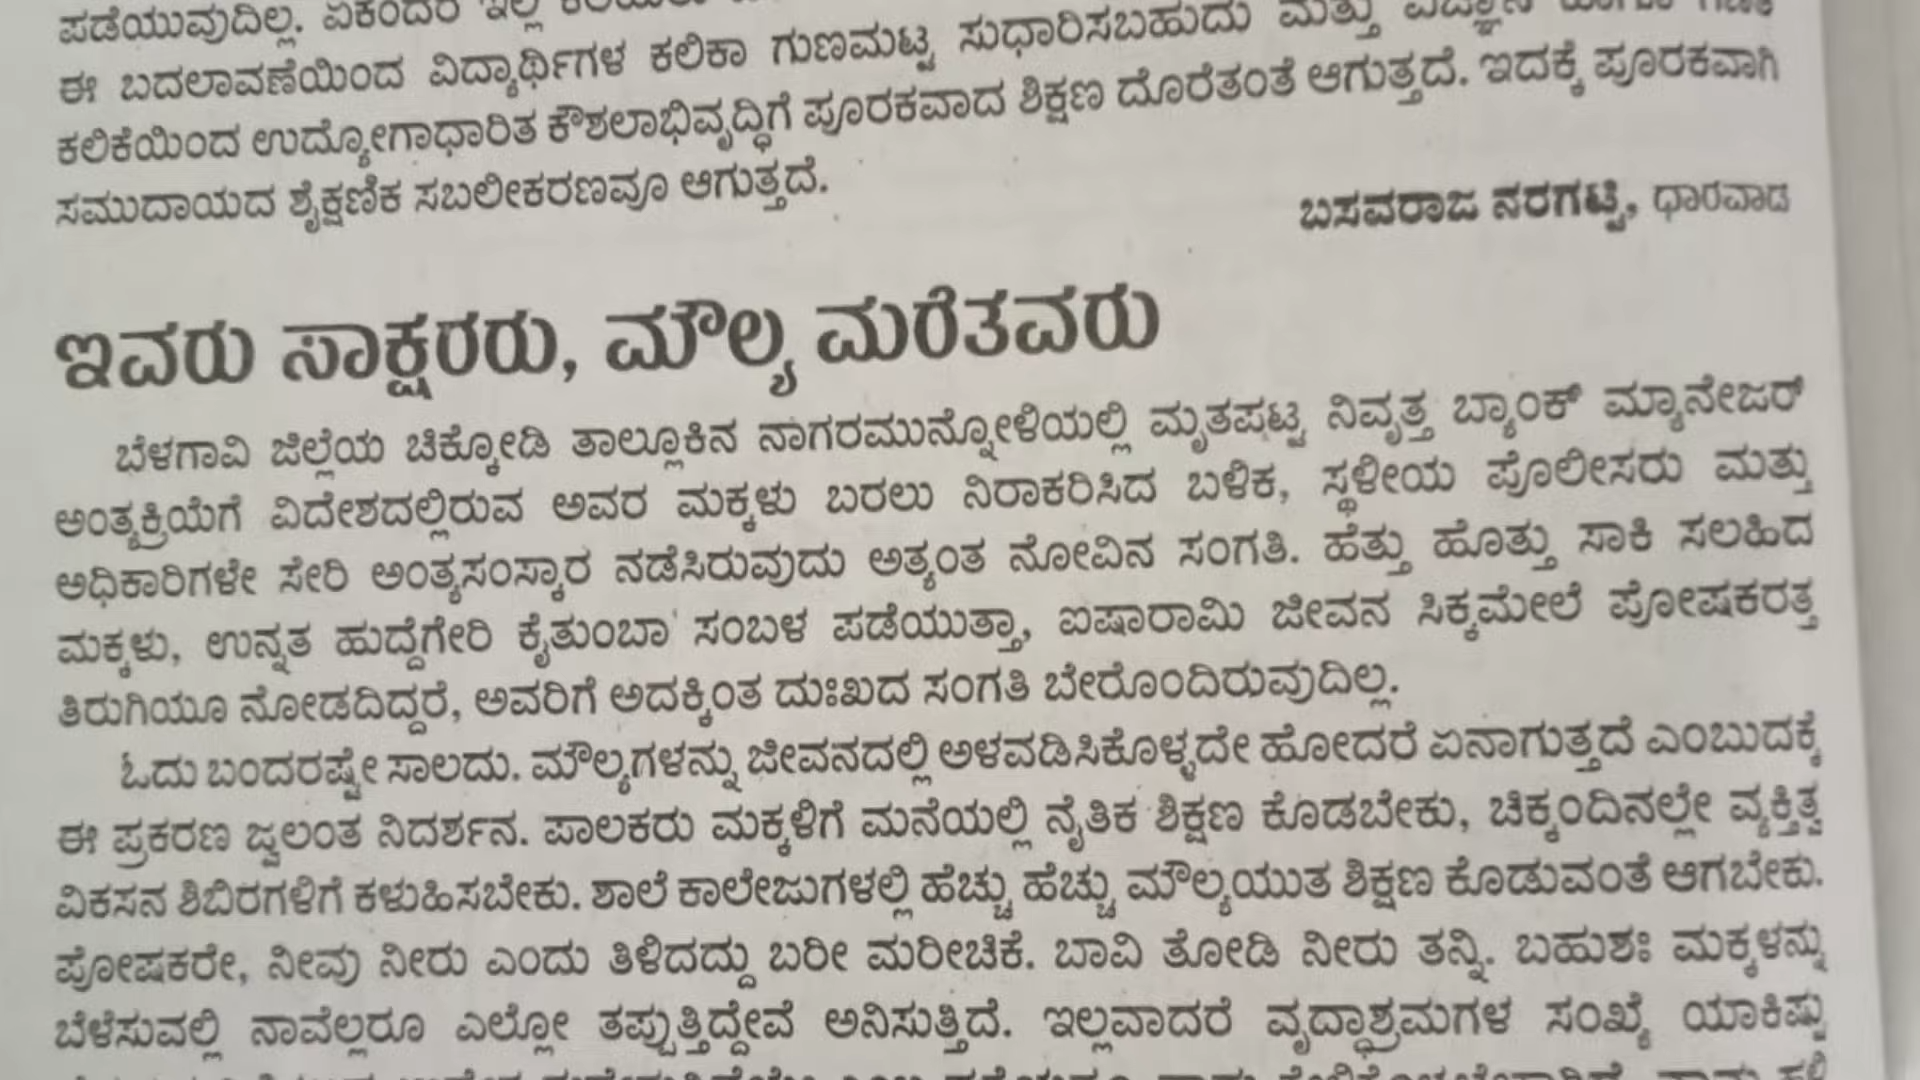 ಪಡೆಯುವುದಿಲ್ಲ. ಏಕೆಂದರೆ ಇಲ್ಲಿ
ಈ ಬದಲಾವಣೆಯಿಂದ ವಿದ್ಯಾರ್ಥಿಗಳ ಕಲಿಕಾ ಗುಣಮಟ್ಟ ಸುಧಾರಿಸಬಹುದು ಮತ್ತು ವಿಜ್ಞಾನ
ಕಲಿಕೆಯಿಂದ ಉದ್ಯೋಗಾಧಾರಿತ ಕೌಶಲಾಭಿವೃದ್ಧಿಗೆ ಪೂರಕವಾದ ಶಿಕ್ಷಣ ದೊರೆತಂತೆ ಆಗುತ್ತದೆ. ಇದಕ್ಕೆ ಪೂರಕವಾಗಿ
ಸಮುದಾಯದ ಶೈಕ್ಷಣಿಕ ಸಬಲೀಕರಣವೂ ಆಗುತ್ತದೆ.
ಬಸವರಾಜ ನರಗಟ್ಟಿ, ಧಾರವಾಡ
ಇವರು ಸಾಕ್ಷರರು, ಮೌಲ್ಯ ಮರೆತವರು
ಬೆಳಗಾವಿ ಜಿಲ್ಲೆಯ ಚಿಕ್ಕೋಡಿ ತಾಲ್ಲೂಕಿನ ನಾಗರಮುನ್ನೋಳಿಯಲ್ಲಿ ಮೃತಪಟ್ಟ ನಿವೃತ್ತ ಬ್ಯಾಂಕ್ ಮ್ಯಾನೇಜರ್
ಅಂತ್ಯಕ್ರಿಯೆಗೆ ವಿದೇಶದಲ್ಲಿರುವ ಅವರ ಮಕ್ಕಳು ಬರಲು ನಿರಾಕರಿಸಿದ ಬಳಿಕ, ಸ್ಥಳೀಯ ಪೊಲೀಸರು ಮತ್ತು
ಅಧಿಕಾರಿಗಳೇ ಸೇರಿ ಅಂತ್ಯಸಂಸ್ಕಾರ ನಡೆಸಿರುವುದು ಅತ್ಯಂತ ನೋವಿನ ಸಂಗತಿ. ಹೆತ್ತು ಹೊತ್ತು ಸಾಕಿ ಸಲಹಿದ
ಮಕ್ಕಳು, ಉನ್ನತ ಹುದ್ದೆಗೇರಿ ಕೈತುಂಬಾ ಸಂಬಳ ಪಡೆಯುತ್ತಾ, ಐಷಾರಾಮಿ ಜೀವನ ಸಿಕ್ಕಮೇಲೆ ಪೋಷಕರತ್ತ
ತಿರುಗಿಯೂ ನೋಡದಿದ್ದರೆ, ಅವರಿಗೆ ಅದಕ್ಕಿಂತ ದುಃಖದ ಸಂಗತಿ ಬೇರೊಂದಿರುವುದಿಲ್ಲ.
ಓದು ಬಂದರಷ್ಟೇ ಸಾಲದು. ಮೌಲ್ಯಗಳನ್ನು ಜೀವನದಲ್ಲಿ ಅಳವಡಿಸಿಕೊಳ್ಳದೇ ಹೋದರೆ ಏನಾಗುತ್ತದೆ ಎಂಬುದಕ್ಕೆ
ಈ ಪ್ರಕರಣ ಜ್ವಲಂತ ನಿದರ್ಶನ. ಪಾಲಕರು ಮಕ್ಕಳಿಗೆ ಮನೆಯಲ್ಲಿ ನೈತಿಕ ಶಿಕ್ಷಣ ಕೊಡಬೇಕು, ಚಿಕ್ಕಂದಿನಲ್ಲೇ ವ್ಯಕ್ತಿತ್ವ
ವಿಕಸನ ಶಿಬಿರಗಳಿಗೆ ಕಳುಹಿಸಬೇಕು. ಶಾಲೆ ಕಾಲೇಜುಗಳಲ್ಲಿ ಹೆಚ್ಚು ಹೆಚ್ಚು ಮೌಲ್ಯಯುತ ಶಿಕ್ಷಣ ಕೊಡುವಂತೆ ಆಗಬೇಕು.
ಪೋಷಕರೇ, ನೀವು ನೀರು ಎಂದು ತಿಳಿದದ್ದು ಬರೀ ಮರೀಚಿಕೆ. ಬಾವಿ ತೋಡಿ ನೀರು ತನ್ನಿ. ಬಹುಶಃ ಮಕ್ಕಳನ್ನು
ಬೆಳೆಸುವಲ್ಲಿ ನಾವೆಲ್ಲರೂ ಎಲ್ಲೋ ತಪ್ಪುತ್ತಿದ್ದೇವೆ ಅನಿಸುತ್ತಿದೆ. ಇಲ್ಲವಾದರೆ ವೃದ್ಧಾಶ್ರಮಗಳ ಸಂಖ್ಯೆ ಯಾಕಿಷ್ಟು